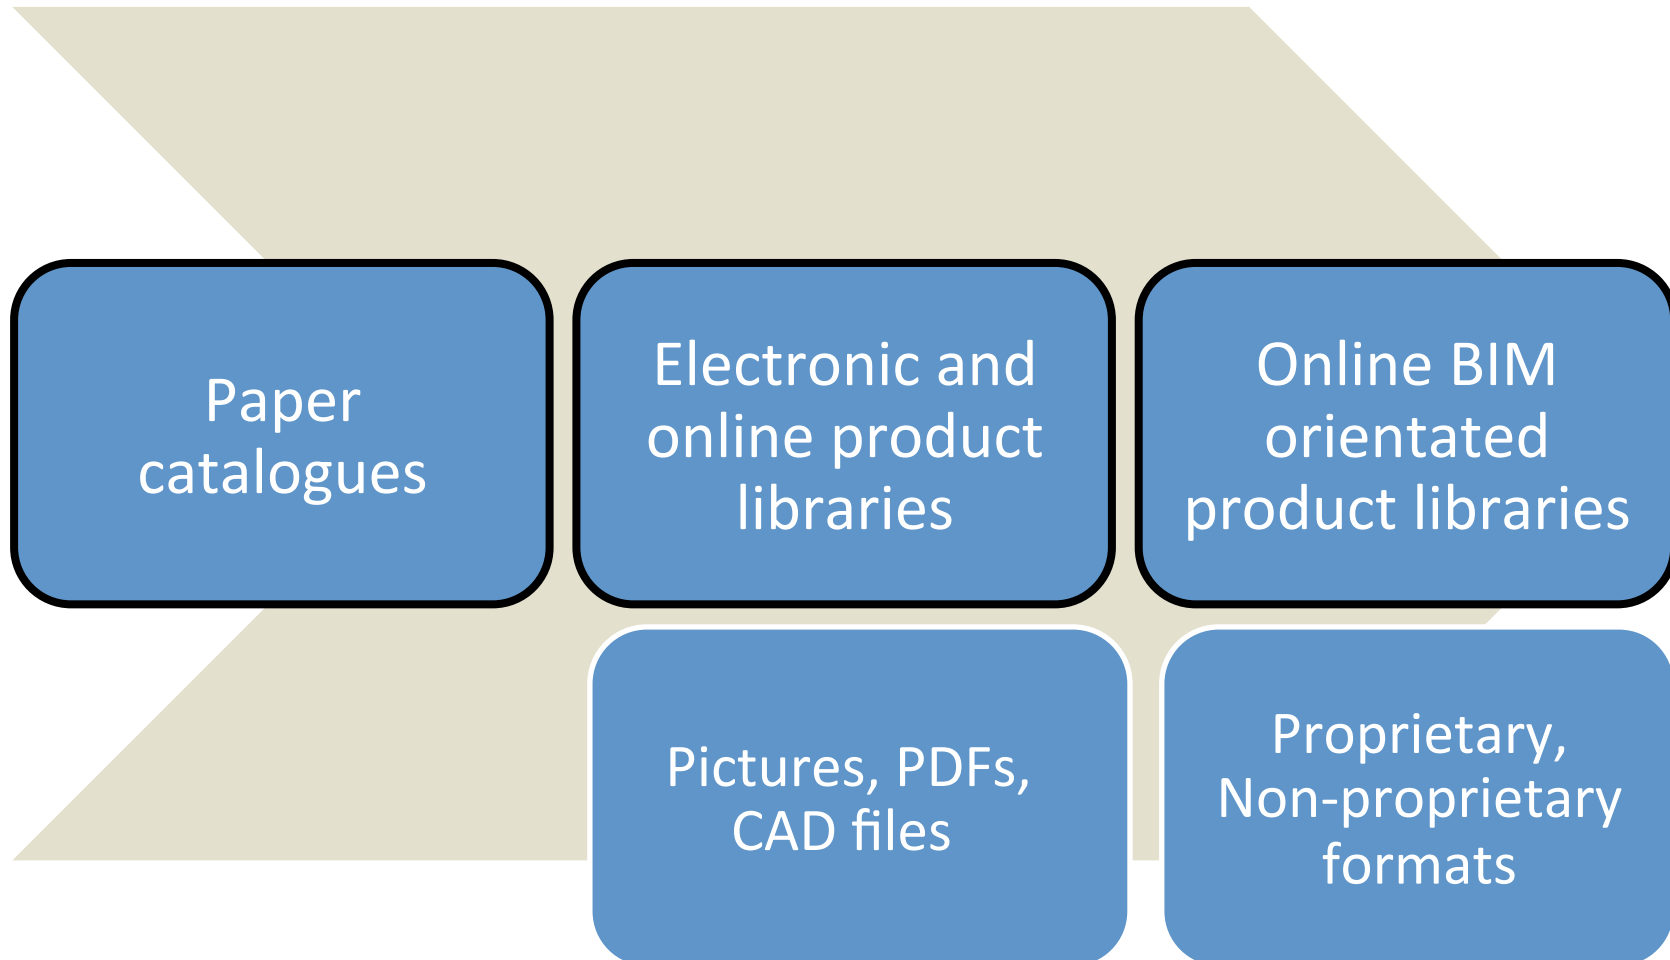 Paper
catalogues
Electronic and
online product
libraries
Online BIM
orientated
product libraries
Pictures, PDFs,
CAD files
Proprietary,
Non-proprietary
formats